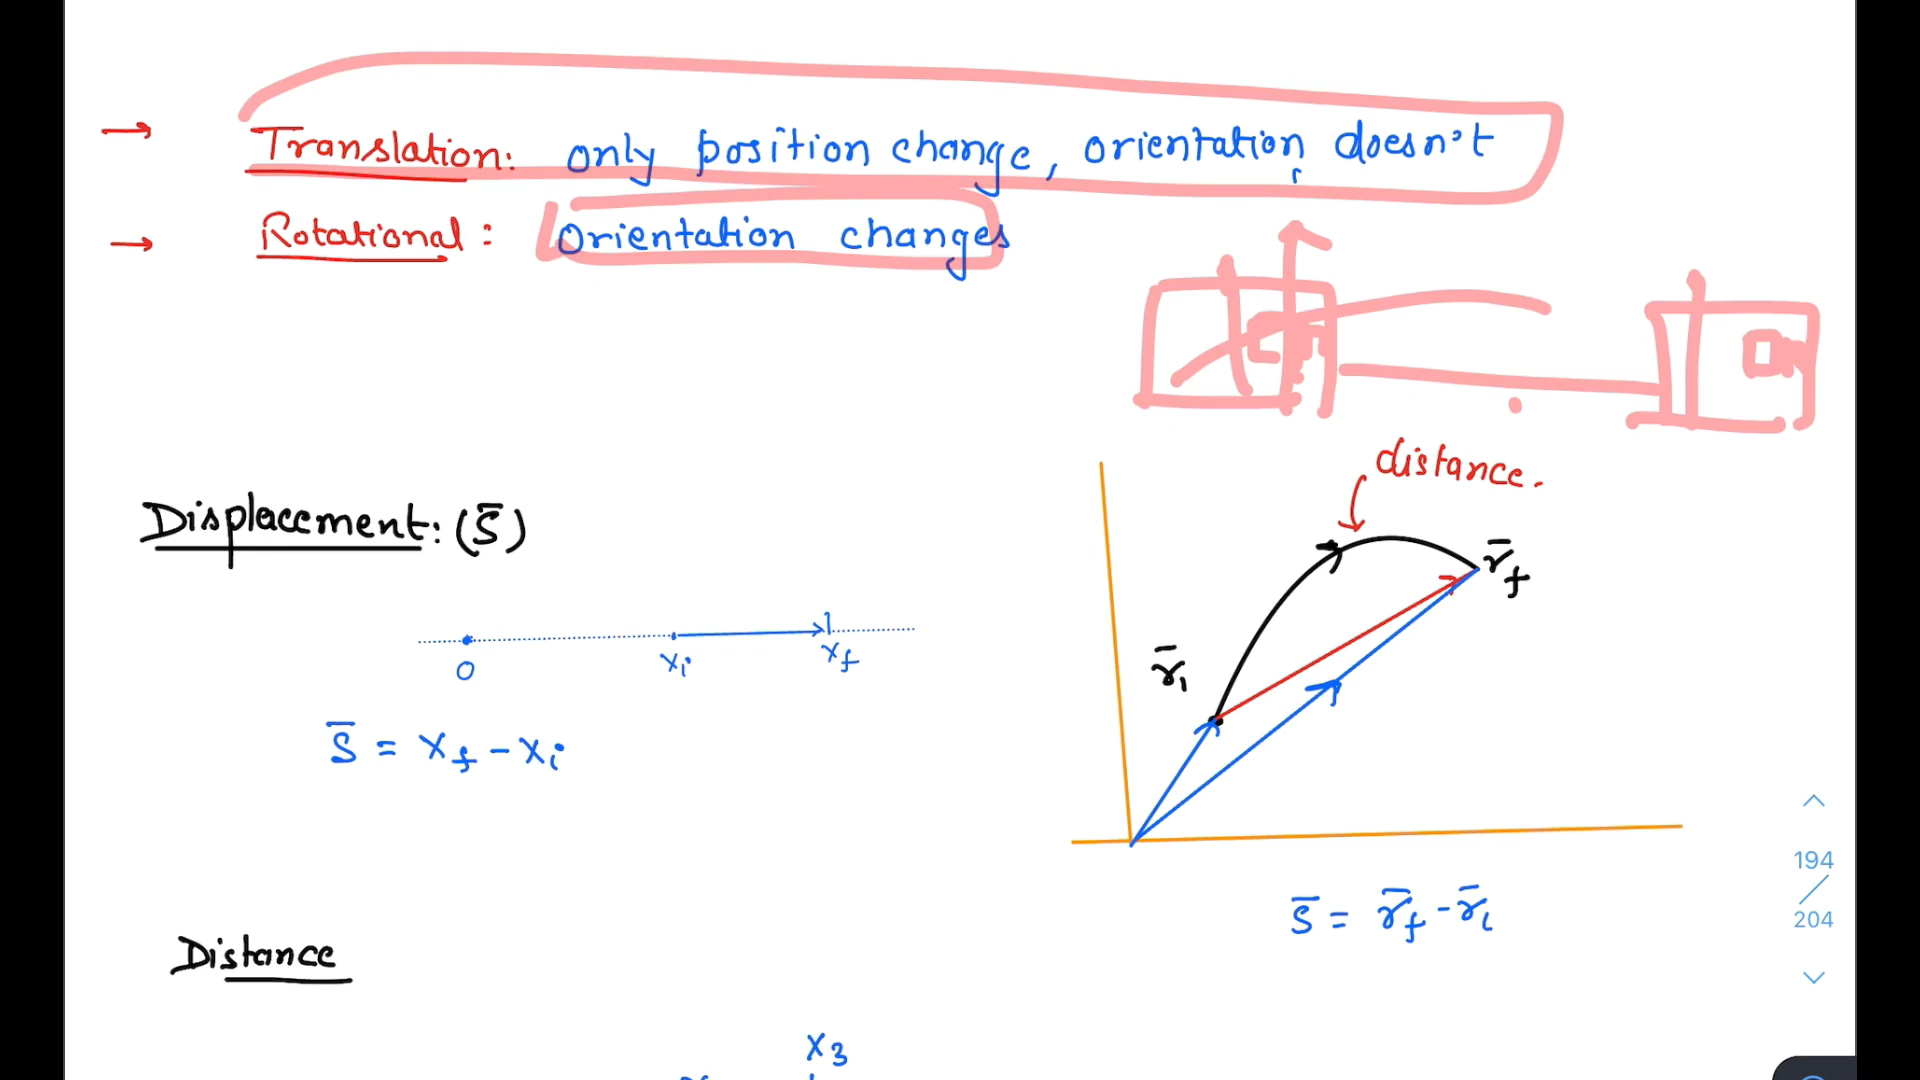 → Translation: only position change, orientation doesn't
→ Rotational: orientation changes
distance.
Displacement: (S̄)
r̄f
r̄i
0 xi xf
S̄ = xf - xi
S̄ = r̄f - r̄i
Distance
x3
194
204